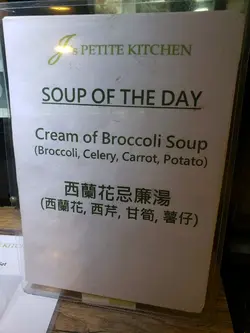 J's PETITE KITCHEN
SOUP OF THE DAY
Cream of Broccoli Soup
(Broccoli, Celery, Carrot, Potato)
西蘭花忌廉湯
(西蘭花, 西芹, 甘筍, 薯仔)